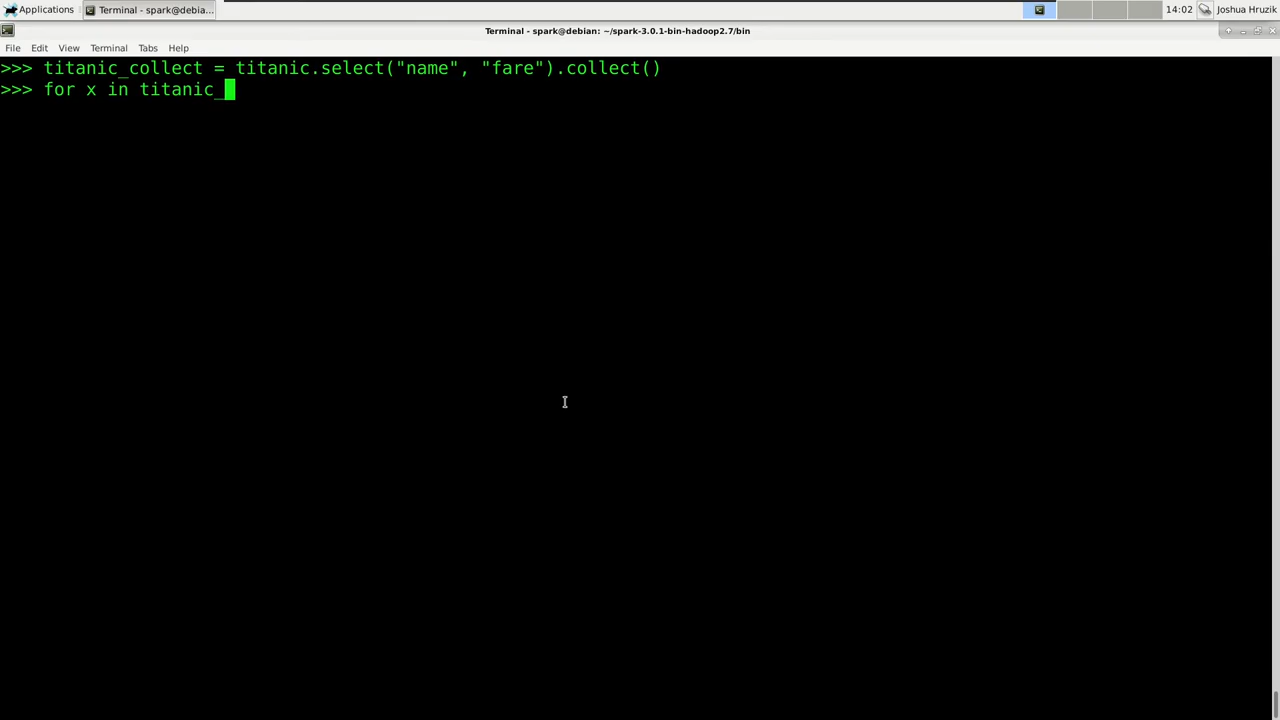 Applications
Terminal - spark@debia...
14:02
Joshua Hruzik
Terminal - spark@debian: ~/spark-3.0.1-bin-hadoop2.7/bin
File Edit View Terminal Tabs Help
>>> titanic_collect = titanic.select("name", "fare").collect()
>>> for x in titanic_